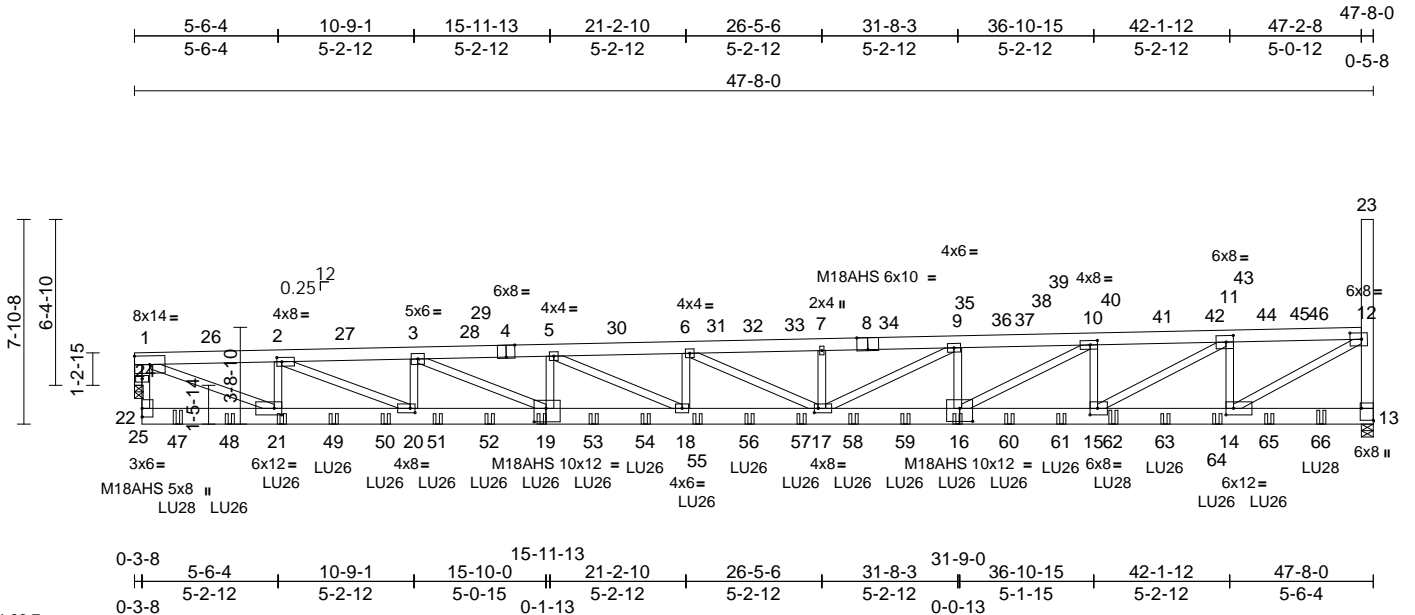 5-6-4 10-9-1 15-11-13 21-2-10 26-5-6 31-8-3 36-10-15 42-1-12 47-2-8 47-8-0
5-6-4 5-2-12 5-2-12 5-2-12 5-2-12 5-2-12 5-2-12 5-2-12 5-0-12 0-5-8
47-8-0
23
4x6=
12
0.25
M18AHS 6x10 =
39
6x8=
43
8x14=
4x8=
5x6=
29
6x8=
4x4=
4x4=
2x4 II
35
38
4x8=
40
11
6x8=
1 26 2 27 3 28 4 5 30 6 31 32 33 7 8 34 9 36 37 10 41 42 44 45 46 12
7-10-8
6-4-10
1-2-15
24
1-5-14
3-8-10
22
13
25 47 48 21 49 50 20 51 52 19 53 54 18 56 57 17 58 59 16 60 61 15 62 63 14 65 66
55
64
3x6=
6x12=
LU26
4x8=
M18AHS 10x12 =
LU26
LU26
4x8=
M18AHS 10x12 =
LU26
6x8=
LU26
LU28
6x8 II
M18AHS 5x8 II
LU26 LU26 LU26 LU26 LU26 LU26
4x6=
LU26 LU26 LU26 LU26 LU26
LU28
6x12=
LU28 LU26
LU26
LU26 LU26
0-3-8
15-11-13
31-9-0
5-6-4 10-9-1 15-10-0 21-2-10 26-5-6 31-8-3 36-10-15 42-1-12 47-8-0
5-2-12 5-2-12 5-0-15 5-2-12 5-2-12 5-2-12 5-1-15 5-2-12 5-6-4
0-3-8
0-1-13
0-0-13